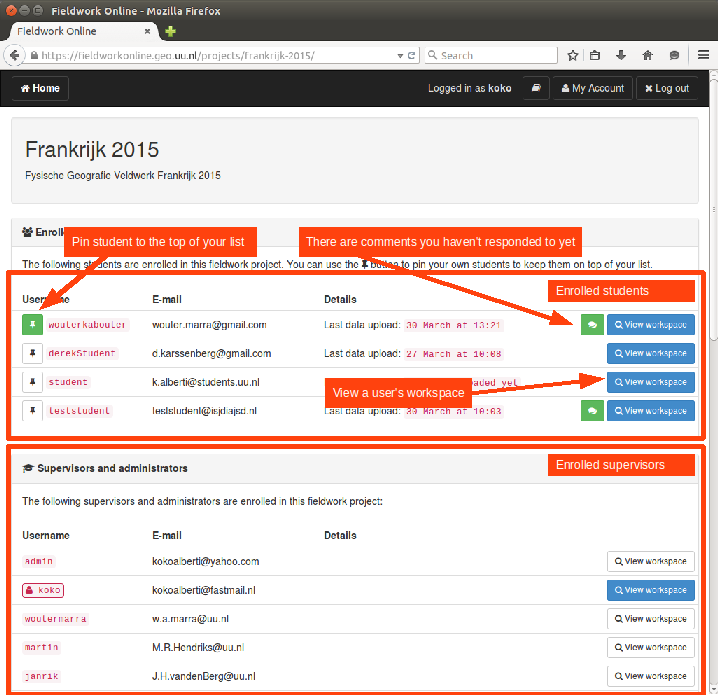 Fieldwork Online - Mozilla Firefox
Fieldwork Online
https://fieldworkonline.geo.uu.nl/projects/frankrijk-2015/ Search
Home Logged in as koko My Account Log out
Frankrijk 2015
Fysische Geografie Veldwerk Frankrijk 2015
Pin student to the top of your list There are comments you haven't responded to yet
The following students are enrolled in this fieldwork project. You can use the button to pin your own students to keep them on top of your list.
Enrolled students
Username E-mail Details
wouterkabouter wouter.marra@gmail.com Last data upload: 30 March at 13:21 View workspace
derekStudent d.karssenberg@gmail.com Last data upload: 27 March at 10:08 View workspace
student k.alberti@students.uu.nl yet View workspace
View a user's workspace
teststudent teststudent@isjdiajsd.nl Last data upload: 30 March at 10:03 View workspace
Supervisors and administrators Enrolled supervisors
The following supervisors and administrators are enrolled in this fieldwork project:
Username E-mail Details
admin kokoalberti@yahoo.com View workspace
koko kokoalberti@fastmail.nl View workspace
woutermarra w.a.marra@uu.nl View workspace
martin M.R.Hendriks@uu.nl View workspace
janrik J.H.vandenBerg@uu.nl View workspace